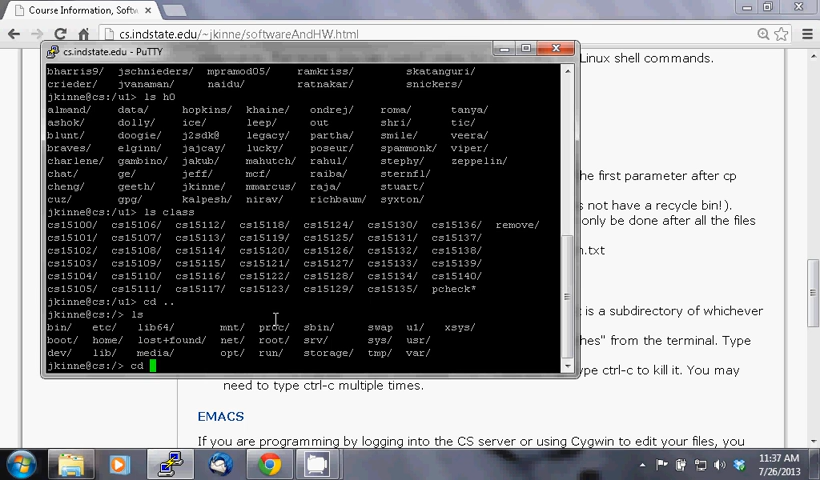 Course Information, Softwar ×
cs.indstate.edu/~jkinne/softwareAndHW.html
Linux shell commands.
cs.indstate.edu - PuTTY
bharris9/ jschnieders/ mpramod05/ ramkriss/ skatanguri/
crieder/ jvanaman/ naidu/ ratnakar/ snickers/
jkinne@cs:/u1> ls h0
almand/ data/ hopkins/ khaine/ ondrej/ roma/ tanya/
ashok/ dolly/ ice/ leep/ out shri/ tic/
blunt/ doogie/ j2sdk@ legacy/ partha/ smile/ veera/
braves/ elginn/ jajcay/ lucky/ poseur/ spammonk/ viper/
charlene/ gambino/ jakub/ mahutch/ rahul/ stephy/ zeppelin/
chat/ ge/ jeff/ mcf/ raiba/ sternfl/
cheng/ geeth/ jkinne/ mmarcus/ raja/ stuart/
cuz/ gpg/ kalpesh/ nirav/ richbaum/ syxton/
jkinne@cs:/u1> ls class
cs15100/ cs15106/ cs15112/ cs15118/ cs15124/ cs15130/ cs15136/ remove/
cs15101/ cs15107/ cs15113/ cs15119/ cs15125/ cs15131/ cs15137/
cs15102/ cs15108/ cs15114/ cs15120/ cs15126/ cs15132/ cs15138/
cs15103/ cs15109/ cs15115/ cs15121/ cs15127/ cs15133/ cs15139/
cs15104/ cs15110/ cs15116/ cs15122/ cs15128/ cs15134/ cs15140/
cs15105/ cs15111/ cs15117/ cs15123/ cs15129/ cs15135/ pcheck*
jkinne@cs:/u1> cd ..
jkinne@cs:/> ls
bin/ etc/ lib64/ mnt/ proc/ sbin/ swap u1/ xsys/
boot/ home/ lost+found/ net/ root/ srv/ sys/ usr/
dev/ lib/ media/ opt/ run/ storage/ tmp/ var/
jkinne@cs:/> cd
the first parameter after cp
s not have a recycle bin!).
only be done after all the files
n.txt
t is a subdirectory of whichever
hes" from the terminal. Type
ype ctrl-c to kill it. You may
need to type ctrl-c multiple times.
EMACS
If you are programming by logging into the CS server or using Cygwin to edit your files, you
11:37 AM
7/26/2013